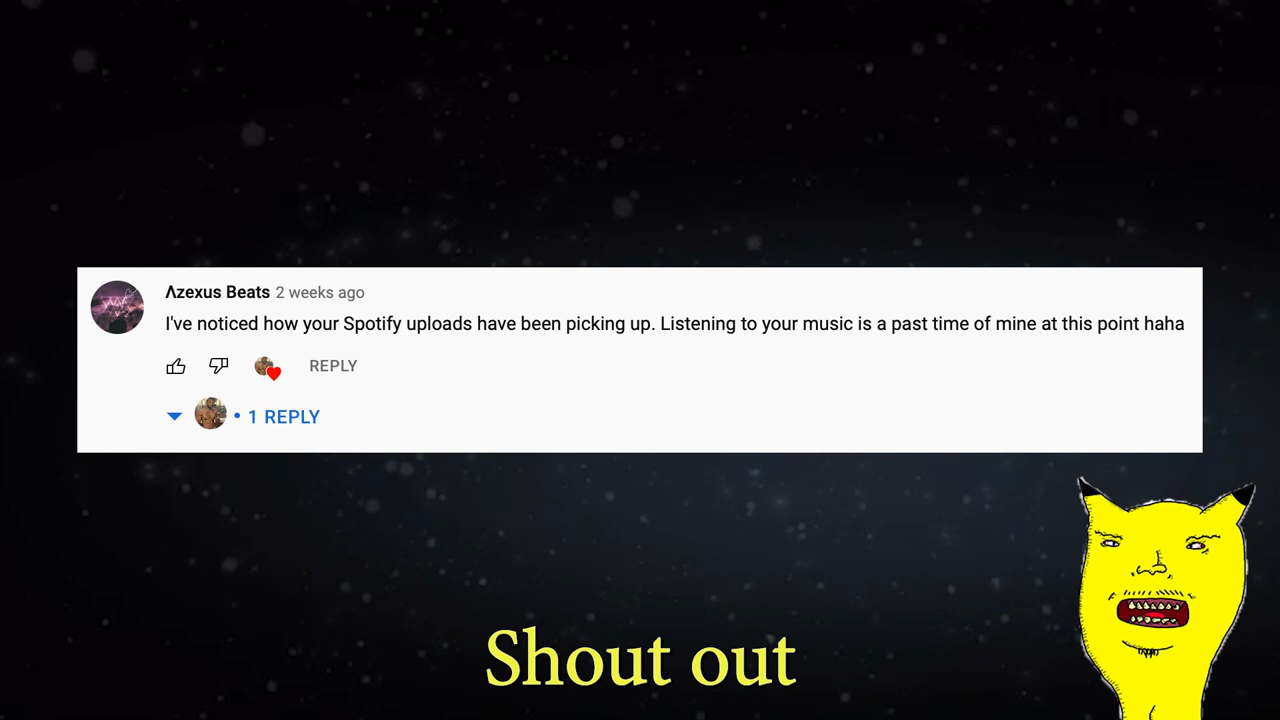 Ʌzexus Beats 2 weeks ago
I've noticed how your Spotify uploads have been picking up. Listening to your music is a past time of mine at this point haha
REPLY
• 1 REPLY
Shout out